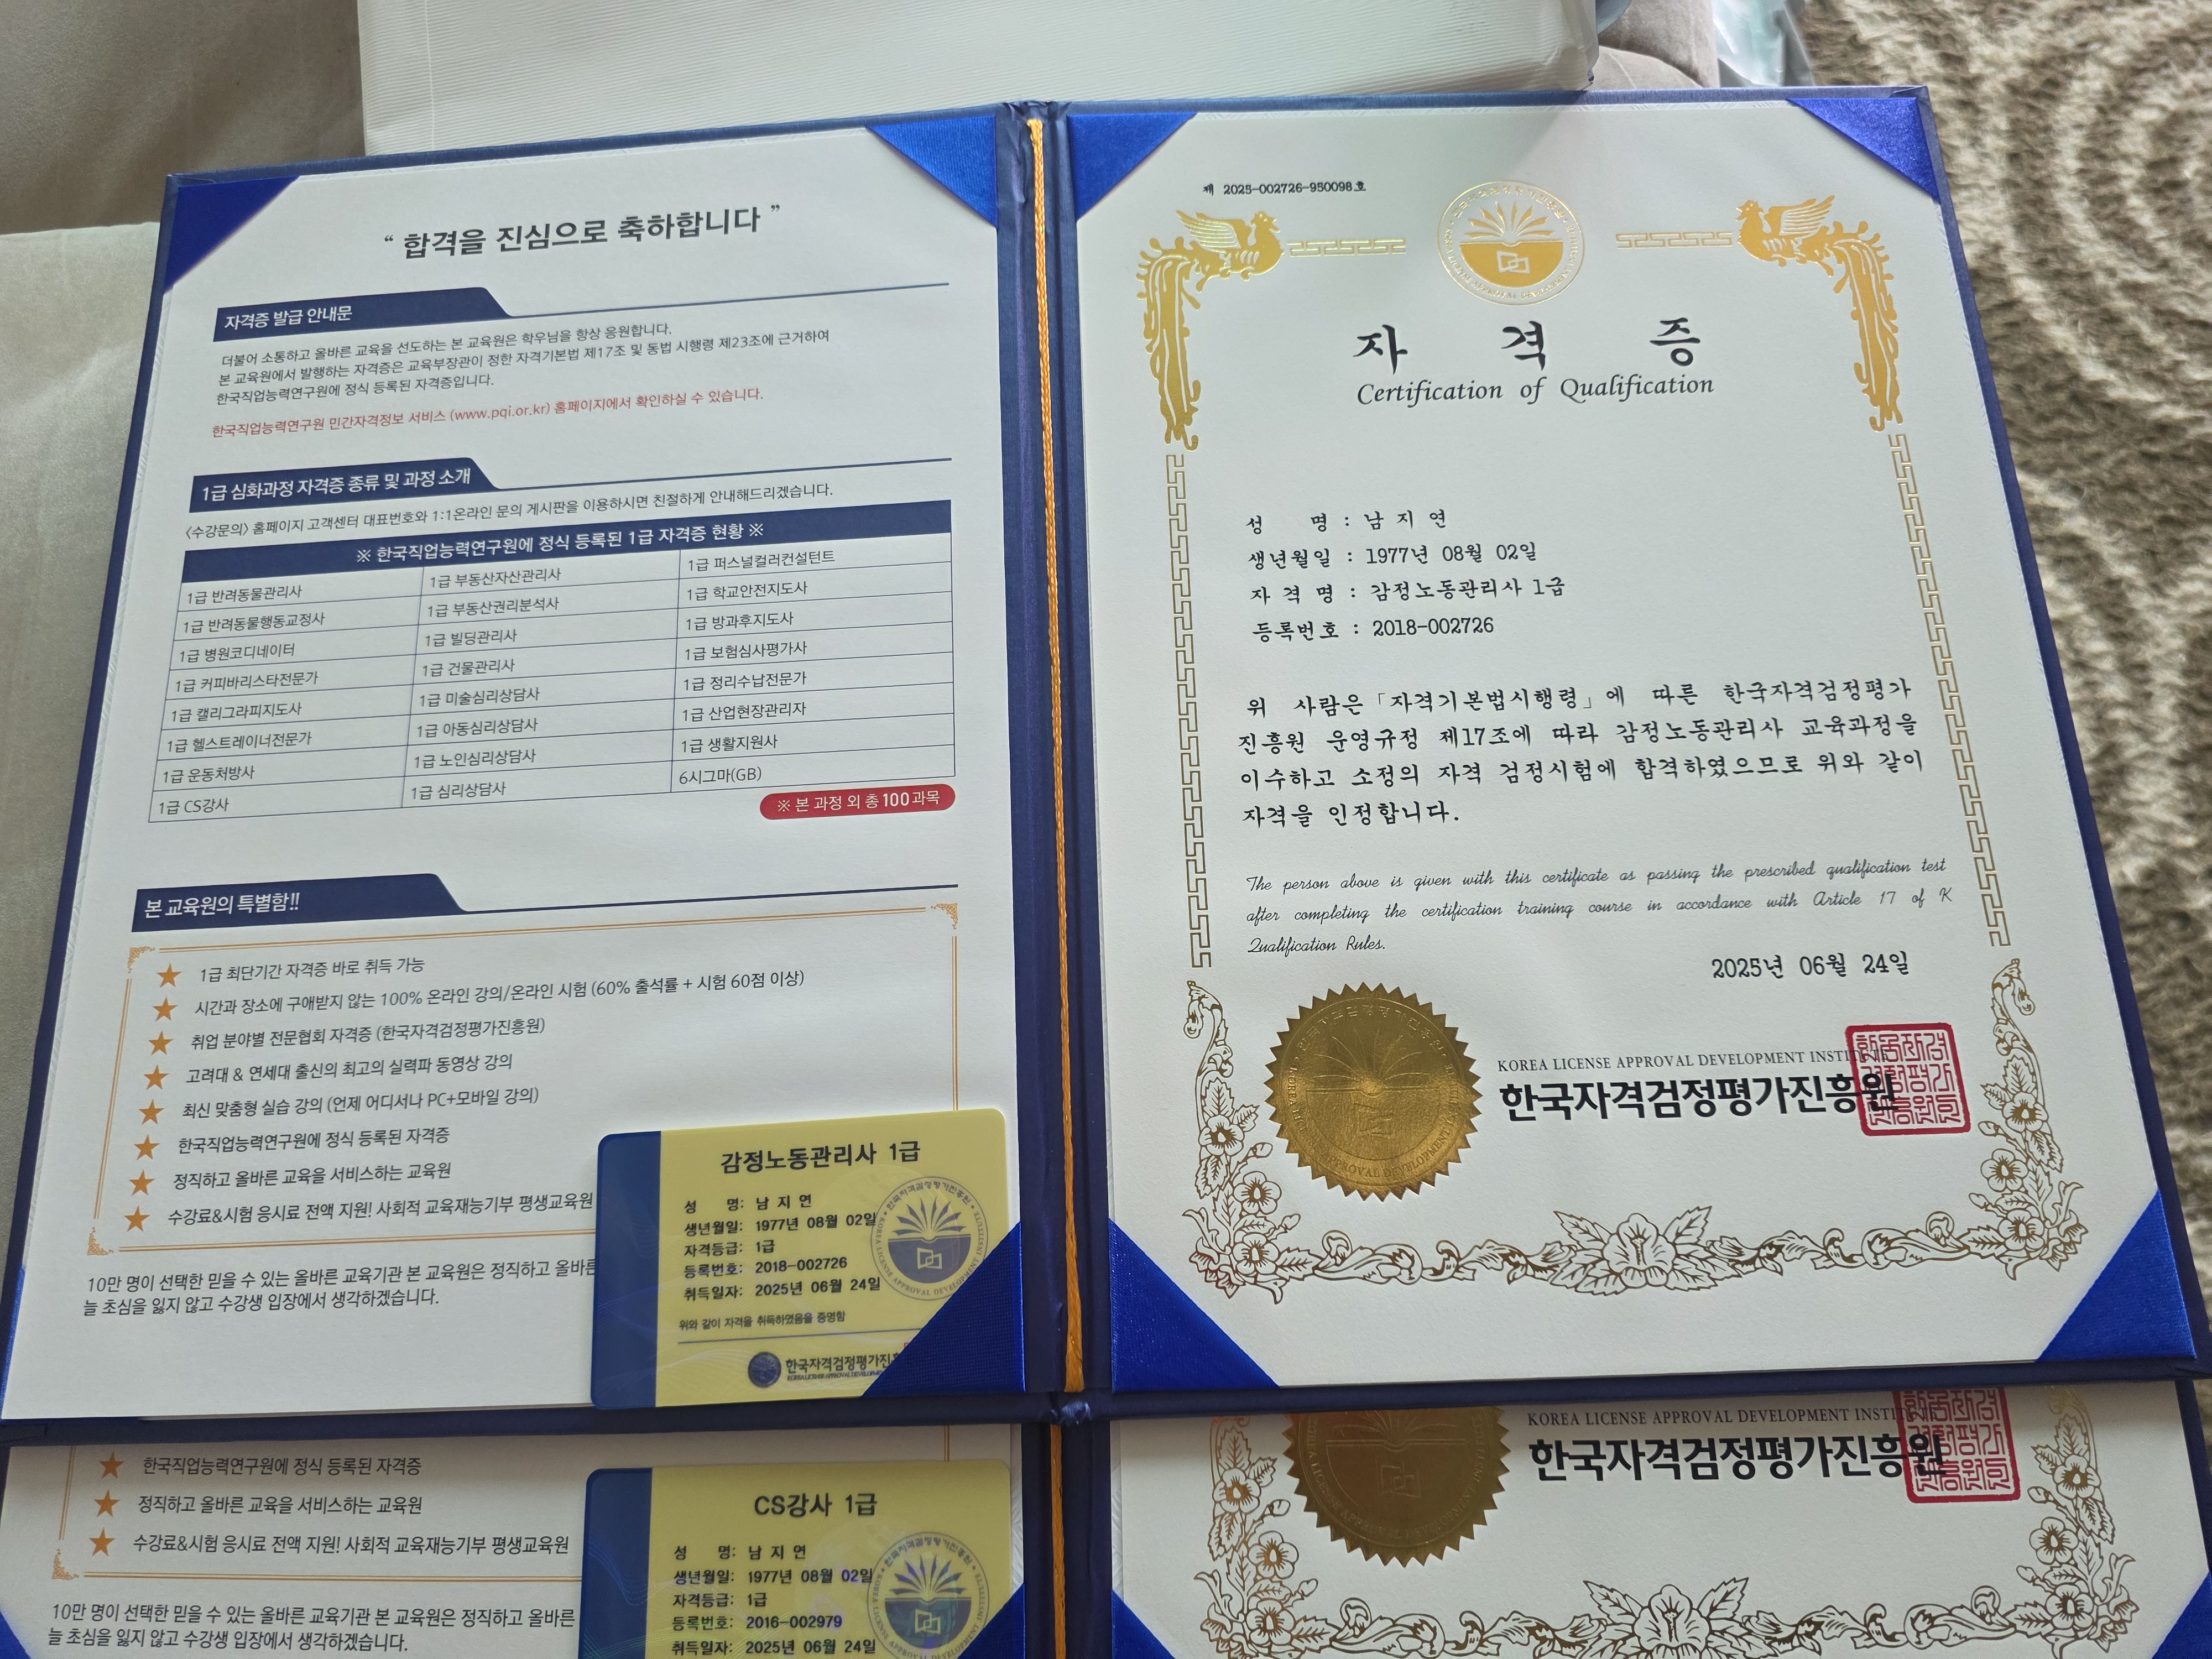 “ 합격을 진심으로 축하합니다 ”
자격증 발급 안내문
더불어 소통하고 올바른 교육을 선도하는 본 교육원은 학우님을 항상 응원합니다.
본 교육원에서 발행하는 자격증은 교육부장관이 정한 자격기본법 제17조 및 동법 시행령 제23조에 근거하여
한국직업능력연구원에 정식 등록된 자격증입니다.
한국직업능력연구원 민간자격정보 서비스 (www.pqi.or.kr) 홈페이지에서 확인하실 수 있습니다.
1급 심화과정 자격증 종류 및 과정 소개
<수강문의> 홈페이지 고객센터 대표번호와 1:1온라인 문의 게시판을 이용하시면 친절하게 안내해드리겠습니다.
※ 한국직업능력연구원에 정식 등록된 1급 자격증 현황 ※
1급 반려동물관리사 1급 부동산자산관리사 1급 퍼스널컬러컨설턴트
1급 반려동물행동교정사 1급 부동산권리분석사 1급 학교안전지도사
1급 병원코디네이터 1급 빌딩관리사 1급 방과후지도사
1급 커피바리스타전문가 1급 건물관리사 1급 보험심사평가사
1급 캘리그라피지도사 1급 미술심리상담사 1급 정리수납전문가
1급 헬스트레이너전문가 1급 아동심리상담사 1급 산업현장관리자
1급 운동처방사 1급 노인심리상담사 1급 생활지원사
1급 CS강사 1급 심리상담사 6시그마(GB)
※ 본 과정 외 총 100과목
본 교육원의 특별함!!
1급 최단기간 자격증 바로 취득 가능
시간과 장소에 구애받지 않는 100% 온라인 강의/온라인 시험 (60% 출석률 + 시험 60점 이상)
취업 분야별 전문협회 자격증 (한국자격검정평가진흥원)
고려대 & 연세대 출신의 최고의 실력파 동영상 강의
최신 맞춤형 실습 강의 (언제 어디서나 PC+모바일 강의)
한국직업능력연구원에 정식 등록된 자격증
정직하고 올바른 교육을 서비스하는 교육원
수강료&시험 응시료 전액 지원! 사회적 교육재능기부 평생교육원
10만 명이 선택한 믿을 수 있는 올바른 교육기관 본 교육원은 정직하고 올바른
늘 초심을 잃지 않고 수강생 입장에서 생각하겠습니다.
감정노동관리사 1급
성 명: 남 지 연
생년월일: 1977년 08월 02일
자격등급: 1급
등록번호: 2018-002726
취득일자: 2025년 06월 24일
위와 같이 자격을 취득하였음을 증명함
한국자격검정평가진
KOREA LICENSE APPROVAL DEVELOPMENT
제 2025-002726-950098호
자 격 증
Certification of Qualification
성 명 : 남 지 연
생년월일 : 1977년 08월 02일
자 격 명 : 감정노동관리사 1급
등록번호 : 2018-002726
위 사람은「자격기본법시행령」에 따른 한국자격검정평가
진흥원 운영규정 제17조에 따라 감정노동관리사 교육과정을
이수하고 소정의 자격 검정시험에 합격하였으므로 위와 같이
자격을 인정합니다.
The person above is given with this certificate as passing the prescribed qualification test
after completing the certification training course in accordance with Article 17 of K
Qualification Rules.
2025년 06월 24일
KOREA LICENSE APPROVAL DEVELOPMENT INSTITUTE
한국자격검정평가진흥원
한국직업능력연구원에 정식 등록된 자격증
정직하고 올바른 교육을 서비스하는 교육원
수강료&시험 응시료 전액 지원! 사회적 교육재능기부 평생교육원
10만 명이 선택한 믿을 수 있는 올바른 교육기관 본 교육원은 정직하고 올바른
늘 초심을 잃지 않고 수강생 입장에서 생각하겠습니다.
CS강사 1급
성 명: 남 지 연
생년월일: 1977년 08월 02일
자격등급: 1급
등록번호: 2016-002979
취득일자: 2025년 06월 24일
KOREA LICENSE APPROVAL DEVELOPMENT INSTITUTE
한국자격검정평가진흥원